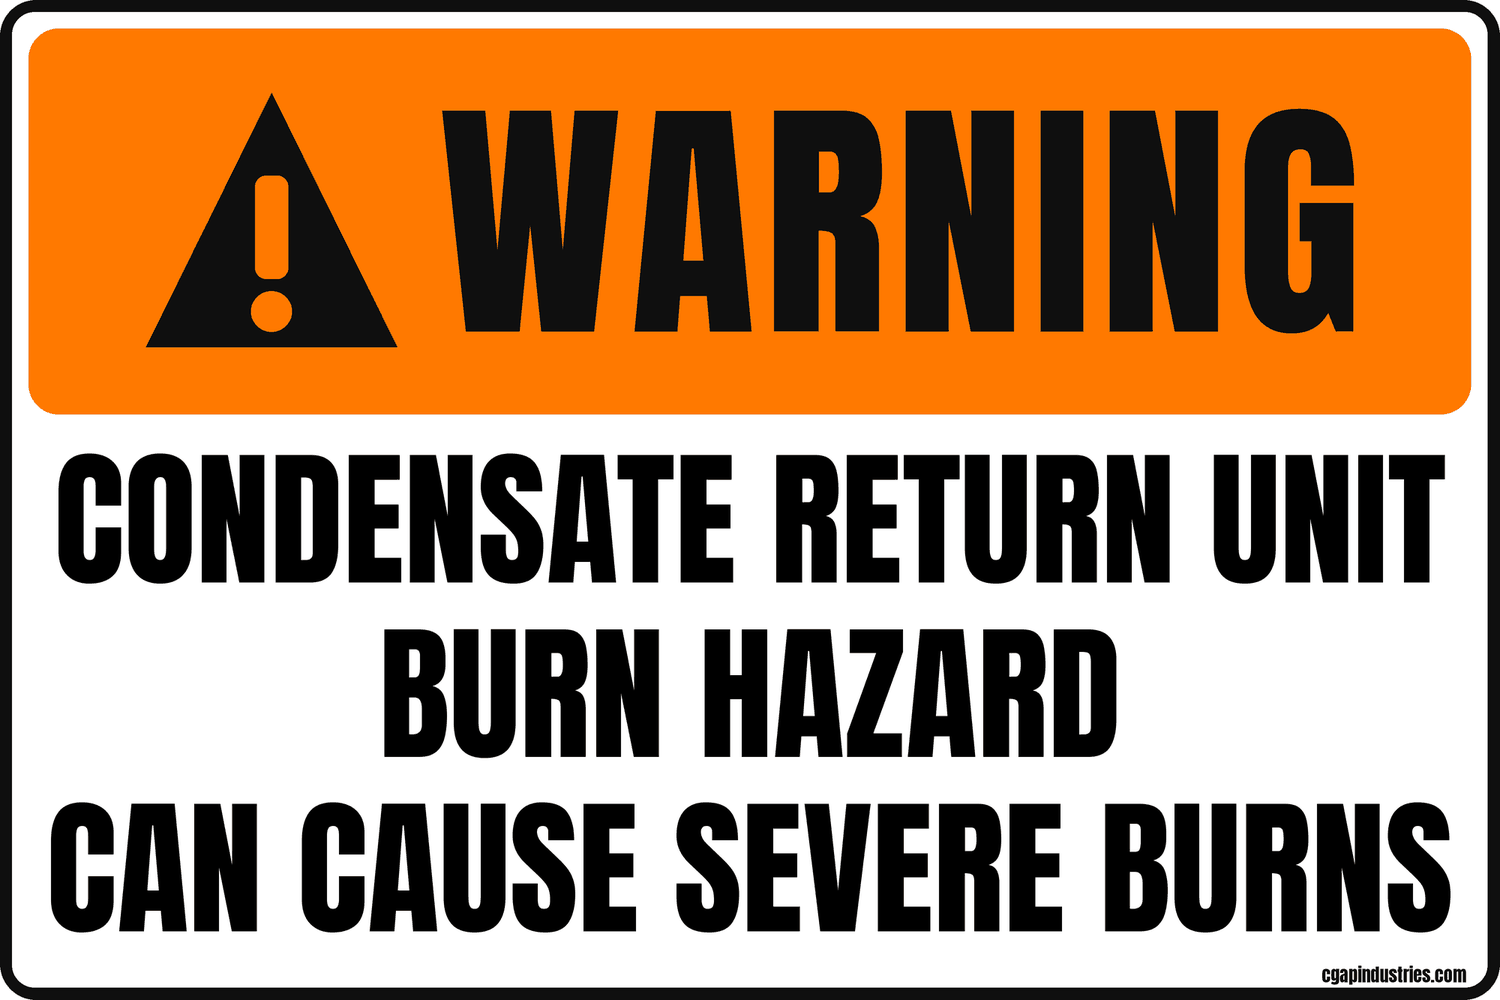 WARNING
CONDENSATE RETURN UNIT
BURN HAZARD
CAN CAUSE SEVERE BURNS
cgapindustries.com